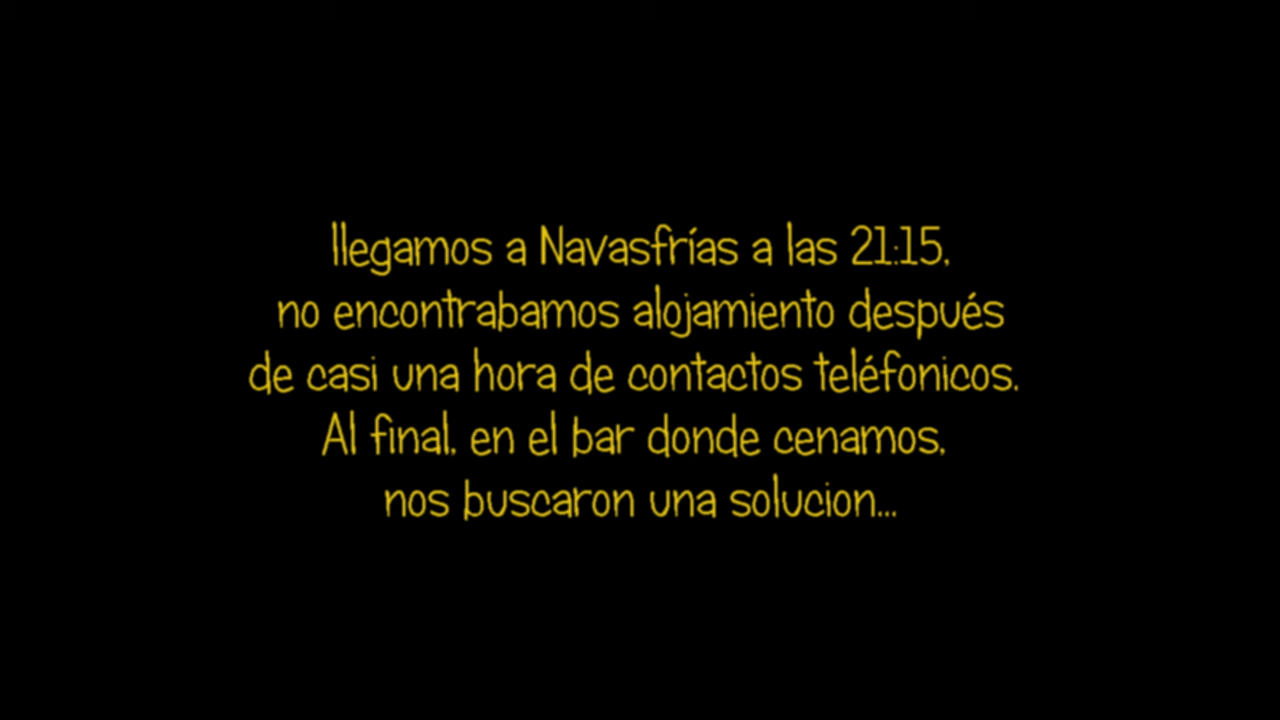 llegamos a Navasfrías a las 21:15,
no encontrabamos alojamiento después
de casi una hora de contactos teléfonicos.
Al final, en el bar donde cenamos,
nos buscaron una solucion...